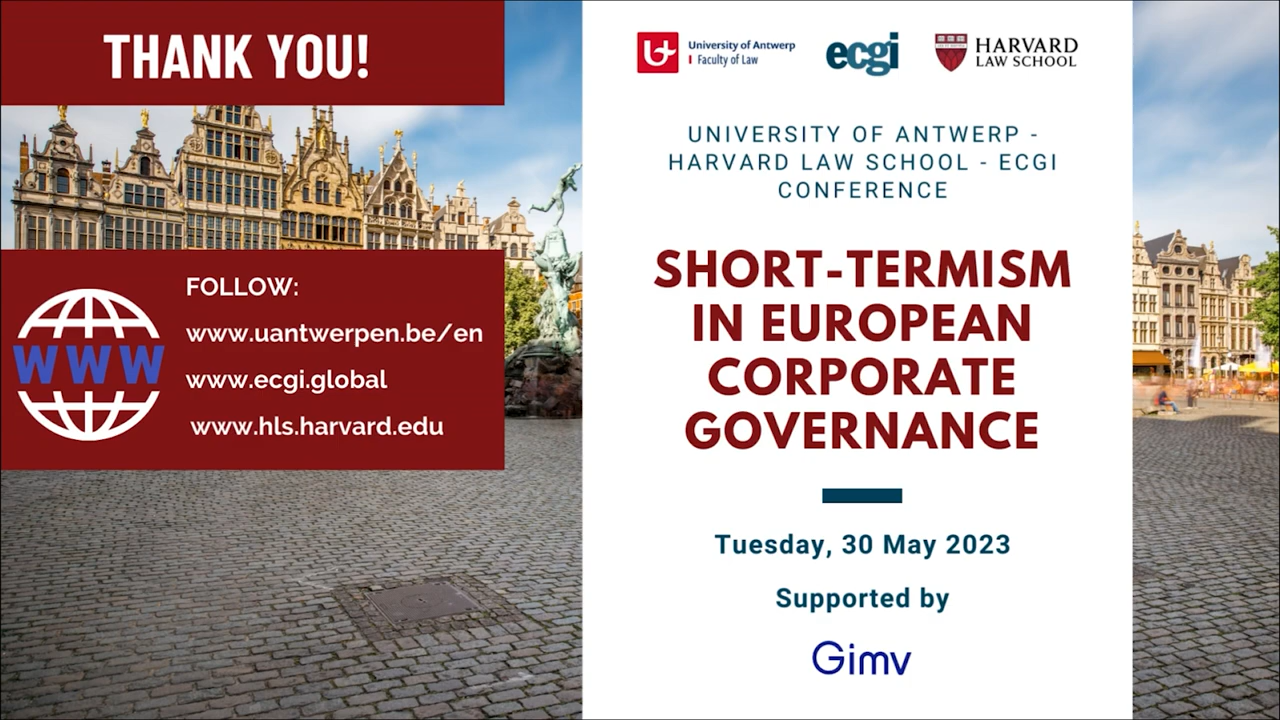 THANK YOU!
FOLLOW:
WWW
www.uantwerpen.be/en
www.ecgi.global
www.hls.harvard.edu
University of Antwerp
Faculty of Law
ecgi
HARVARD
LAW SCHOOL
UNIVERSITY OF ANTWERP -
HARVARD LAW SCHOOL - ECGI
CONFERENCE
SHORT-TERMISM
IN EUROPEAN
CORPORATE
GOVERNANCE
Tuesday, 30 May 2023
Supported by
Gimv